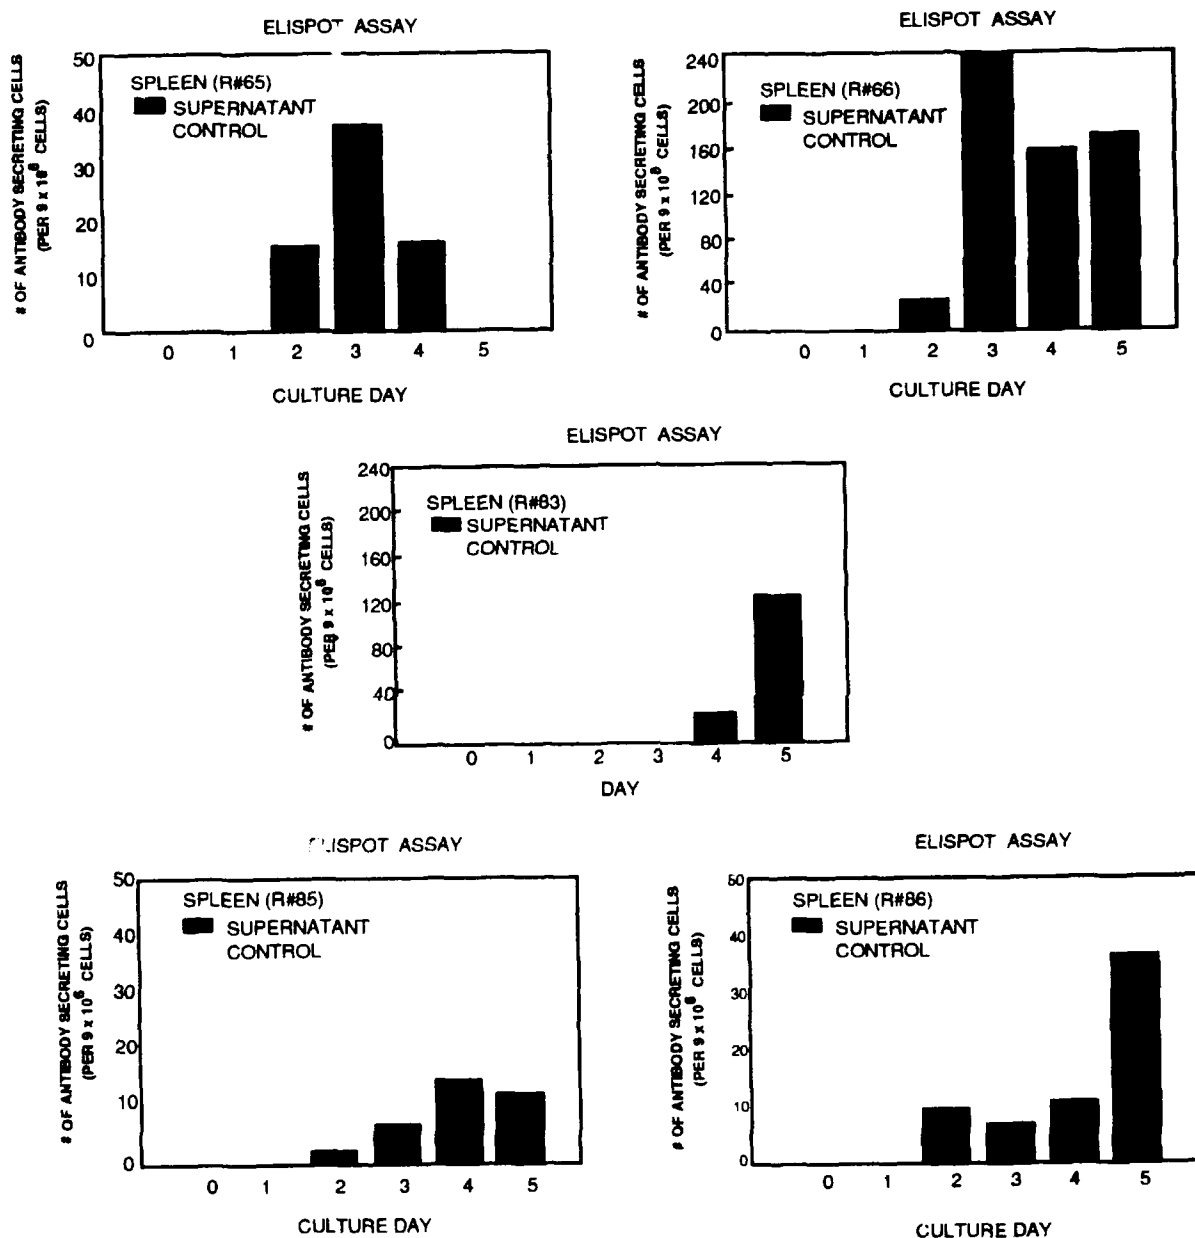 ELISPOT ASSAY
# OF ANTIBODY SECRETING CELLS
(PER 9 x 10⁶ CELLS)
50
40
30
20
10
0
SPLEEN (R#65)
SUPERNATANT
CONTROL
0 1 2 3 4 5
CULTURE DAY
ELISPOT ASSAY
# OF ANTIBODY SECRETING CELLS
(PER 9 x 10⁶ CELLS)
240
200
160
120
80
40
0
SPLEEN (R#66)
SUPERNATANT
CONTROL
0 1 2 3 4 5
CULTURE DAY
ELISPOT ASSAY
# OF ANTIBODY SECRETING CELLS
(PER 9 x 10⁶ CELLS)
240
200
160
120
80
40
0
SPLEEN (R#83)
SUPERNATANT
CONTROL
0 1 2 3 4 5
DAY
ELISPOT ASSAY
# OF ANTIBODY SECRETING CELLS
(PER 9 x 10⁶ CELLS)
50
40
30
20
10
0
SPLEEN (R#85)
SUPERNATANT
CONTROL
0 1 2 3 4 5
CULTURE DAY
ELISPOT ASSAY
# OF ANTIBODY SECRETING CELLS
(PER 9 x 10⁶ CELLS)
50
40
30
20
10
0
SPLEEN (R#86)
SUPERNATANT
CONTROL
0 1 2 3 4 5
CULTURE DAY